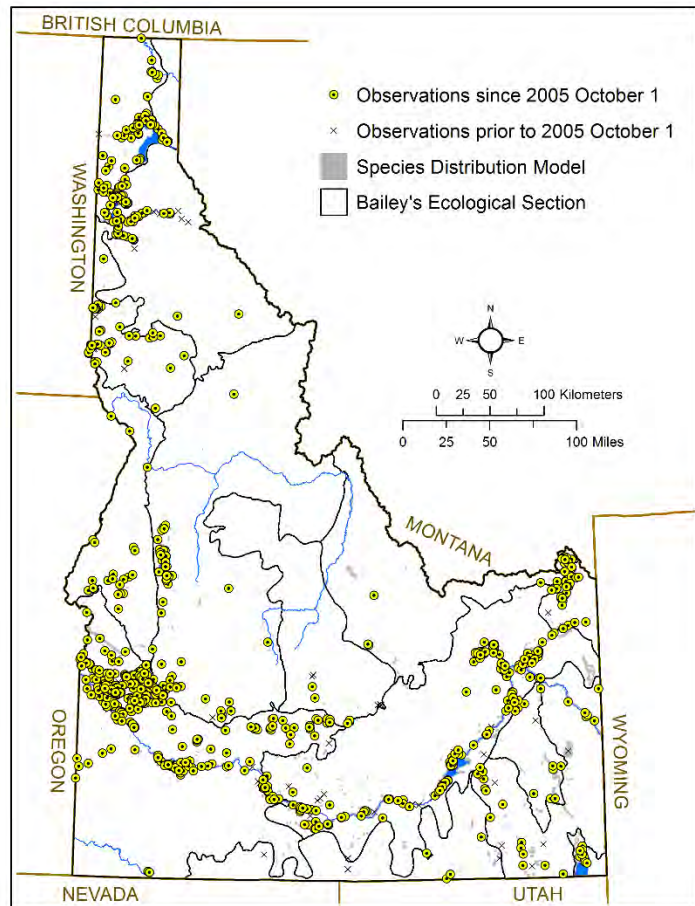 BRITISH COLUMBIA
Observations since 2005 October 1
Observations prior to 2005 October 1
Species Distribution Model
Bailey's Ecological Section
WASHINGTON
N
W E
S
0 25 50 100 Kilometers
0 25 50 100 Miles
MONTANA
OREGON
WYOMING
NEVADA
UTAH